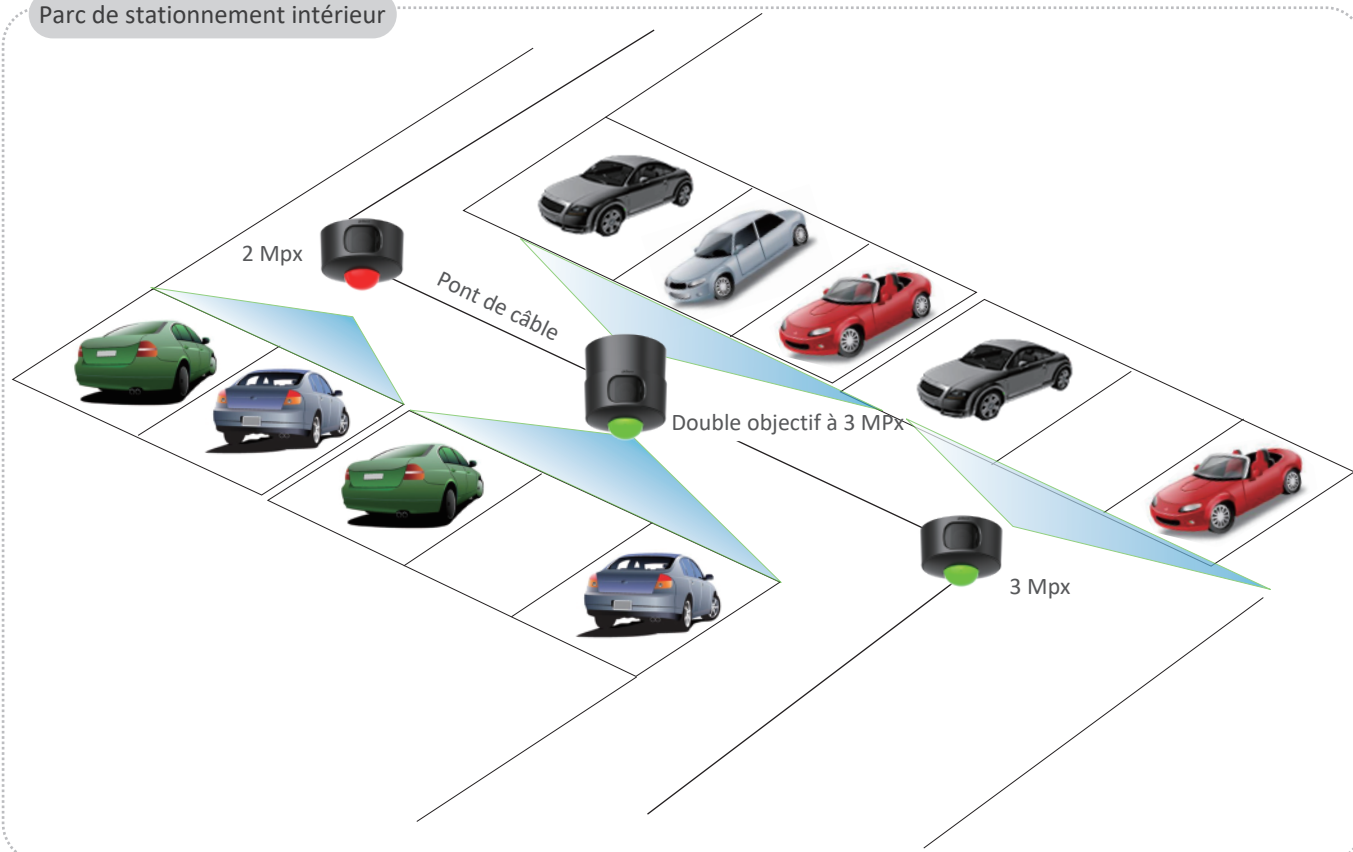 Parc de stationnement intérieur
2 Mpx
Pont de câble
Double objectif à 3 MPx
3 Mpx